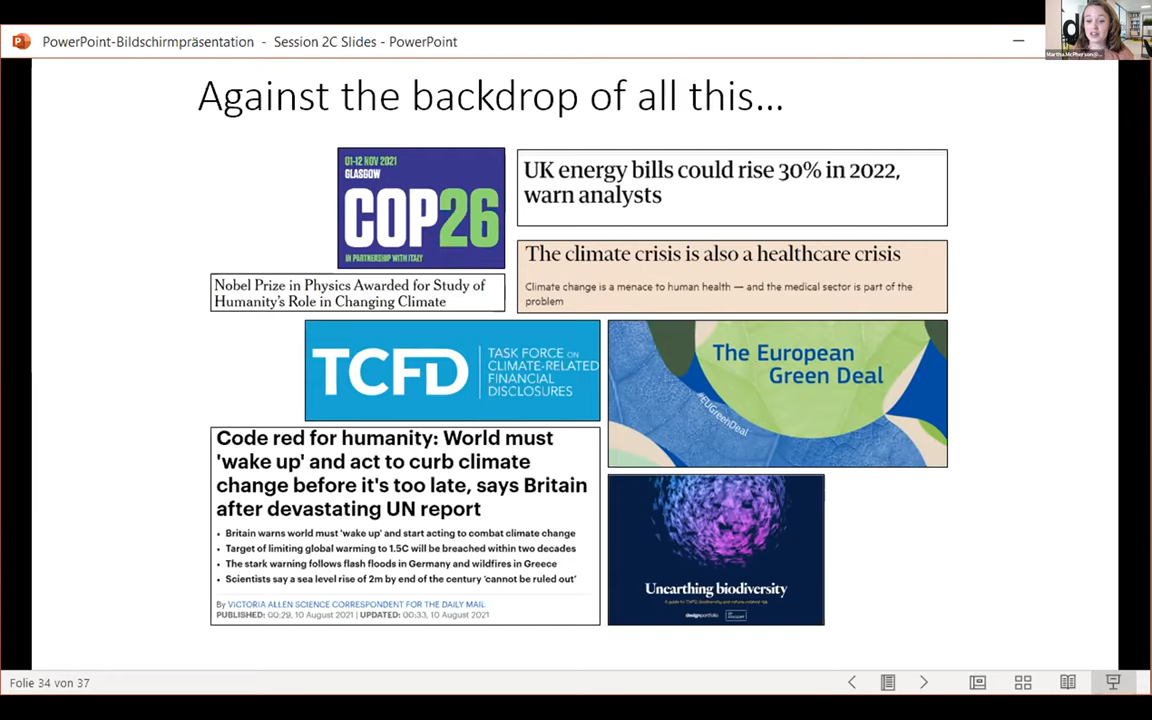 PowerPoint-Bildschirmpräsentation - Session 2C Slides - PowerPoint
Against the backdrop of all this...
01-12 NOV 2021
GLASGOW
COP26
IN PARTNERSHIP WITH ITALY
UK energy bills could rise 30% in 2022,
warn analysts
The climate crisis is also a healthcare crisis
Climate change is a menace to human health — and the medical sector is part of the
problem
Nobel Prize in Physics Awarded for Study of
Humanity's Role in Changing Climate
TCFD
TASK FORCE ON
CLIMATE-RELATED
FINANCIAL
DISCLOSURES
The European
Green Deal
#EUGreenDeal
Code red for humanity: World must
'wake up' and act to curb climate
change before it's too late, says Britain
after devastating UN report
• Britain warns world must 'wake up' and start acting to combat climate change
• Target of limiting global warming to 1.5C will be breached within two decades
• The stark warning follows flash floods in Germany and wildfires in Greece
• Scientists say a sea level rise of 2m by end of the century 'cannot be ruled out'
By VICTORIA ALLEN SCIENCE CORRESPONDENT FOR THE DAILY MAIL
PUBLISHED: 00:29, 10 August 2021 | UPDATED: 00:33, 10 August 2021
Unearthing biodiversity
A guide to TNFD, biodiversity and nature-related risk
designportfolio
Folie 34 von 37